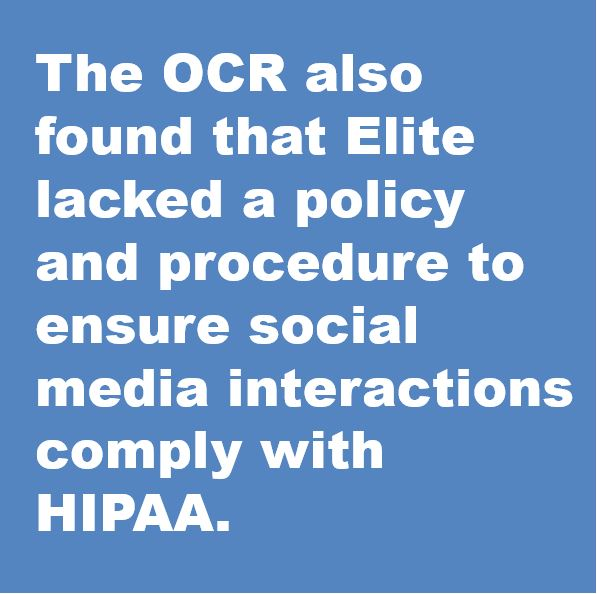 The OCR also
found that Elite
lacked a policy
and procedure to
ensure social
media interactions
comply with
HIPAA.